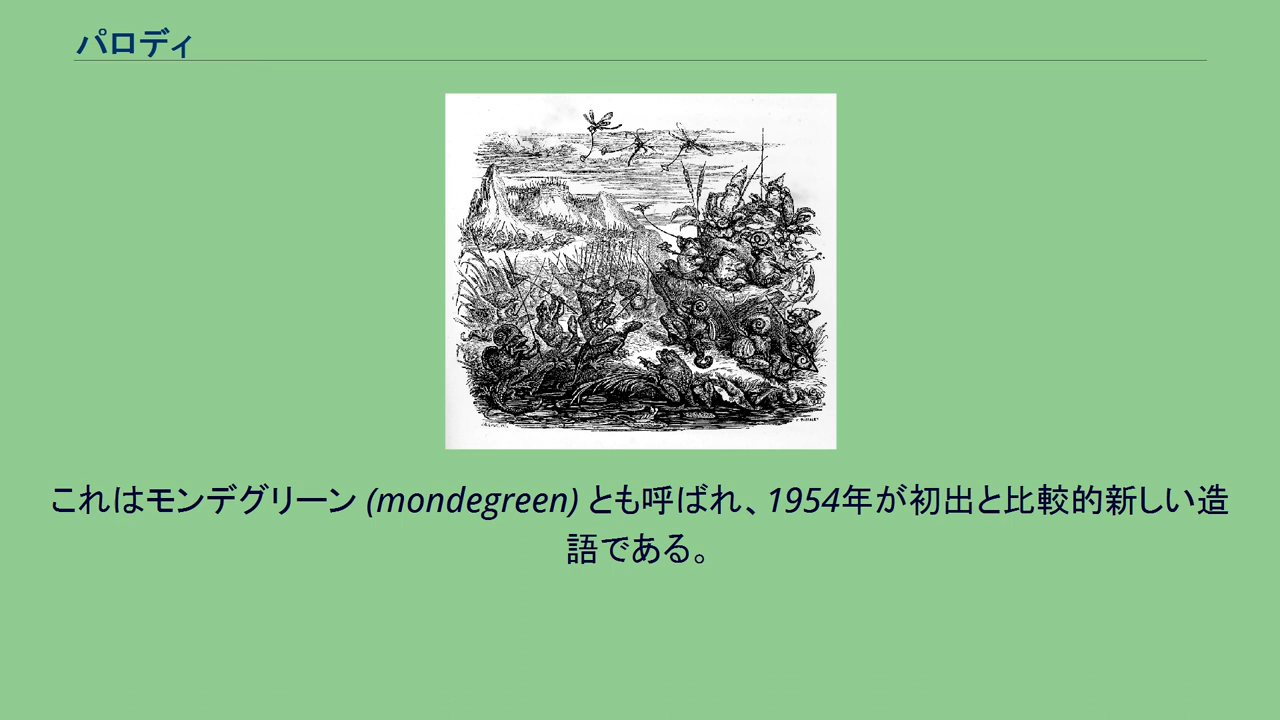 パロディ
これはモンデグリーン (mondegreen) とも呼ばれ、1954年が初出と比較的新しい造
語である。